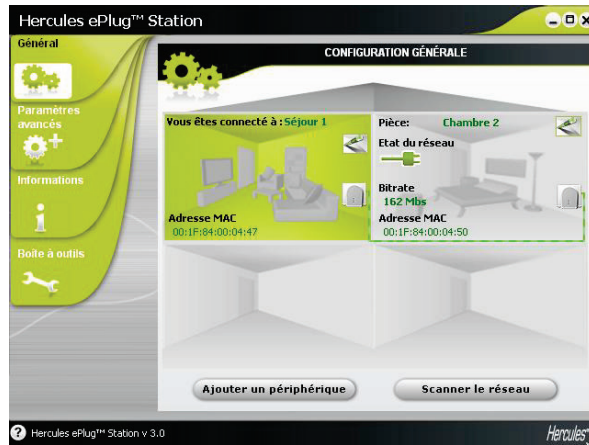 Hercules ePlug™ Station
Général
CONFIGURATION GÉNÉRALE
Paramètres
avancés
Informations
Boîte à outils
Vous êtes connecté à : Séjour 1
Adresse MAC
00:1F:84:00:04:47
Pièce: Chambre 2
Etat du réseau
Bitrate
162 Mbs
Adresse MAC
00:1F:84:00:04:50
Ajouter un périphérique
Scanner le réseau
? Hercules ePlug™ Station v 3.0
Hercules